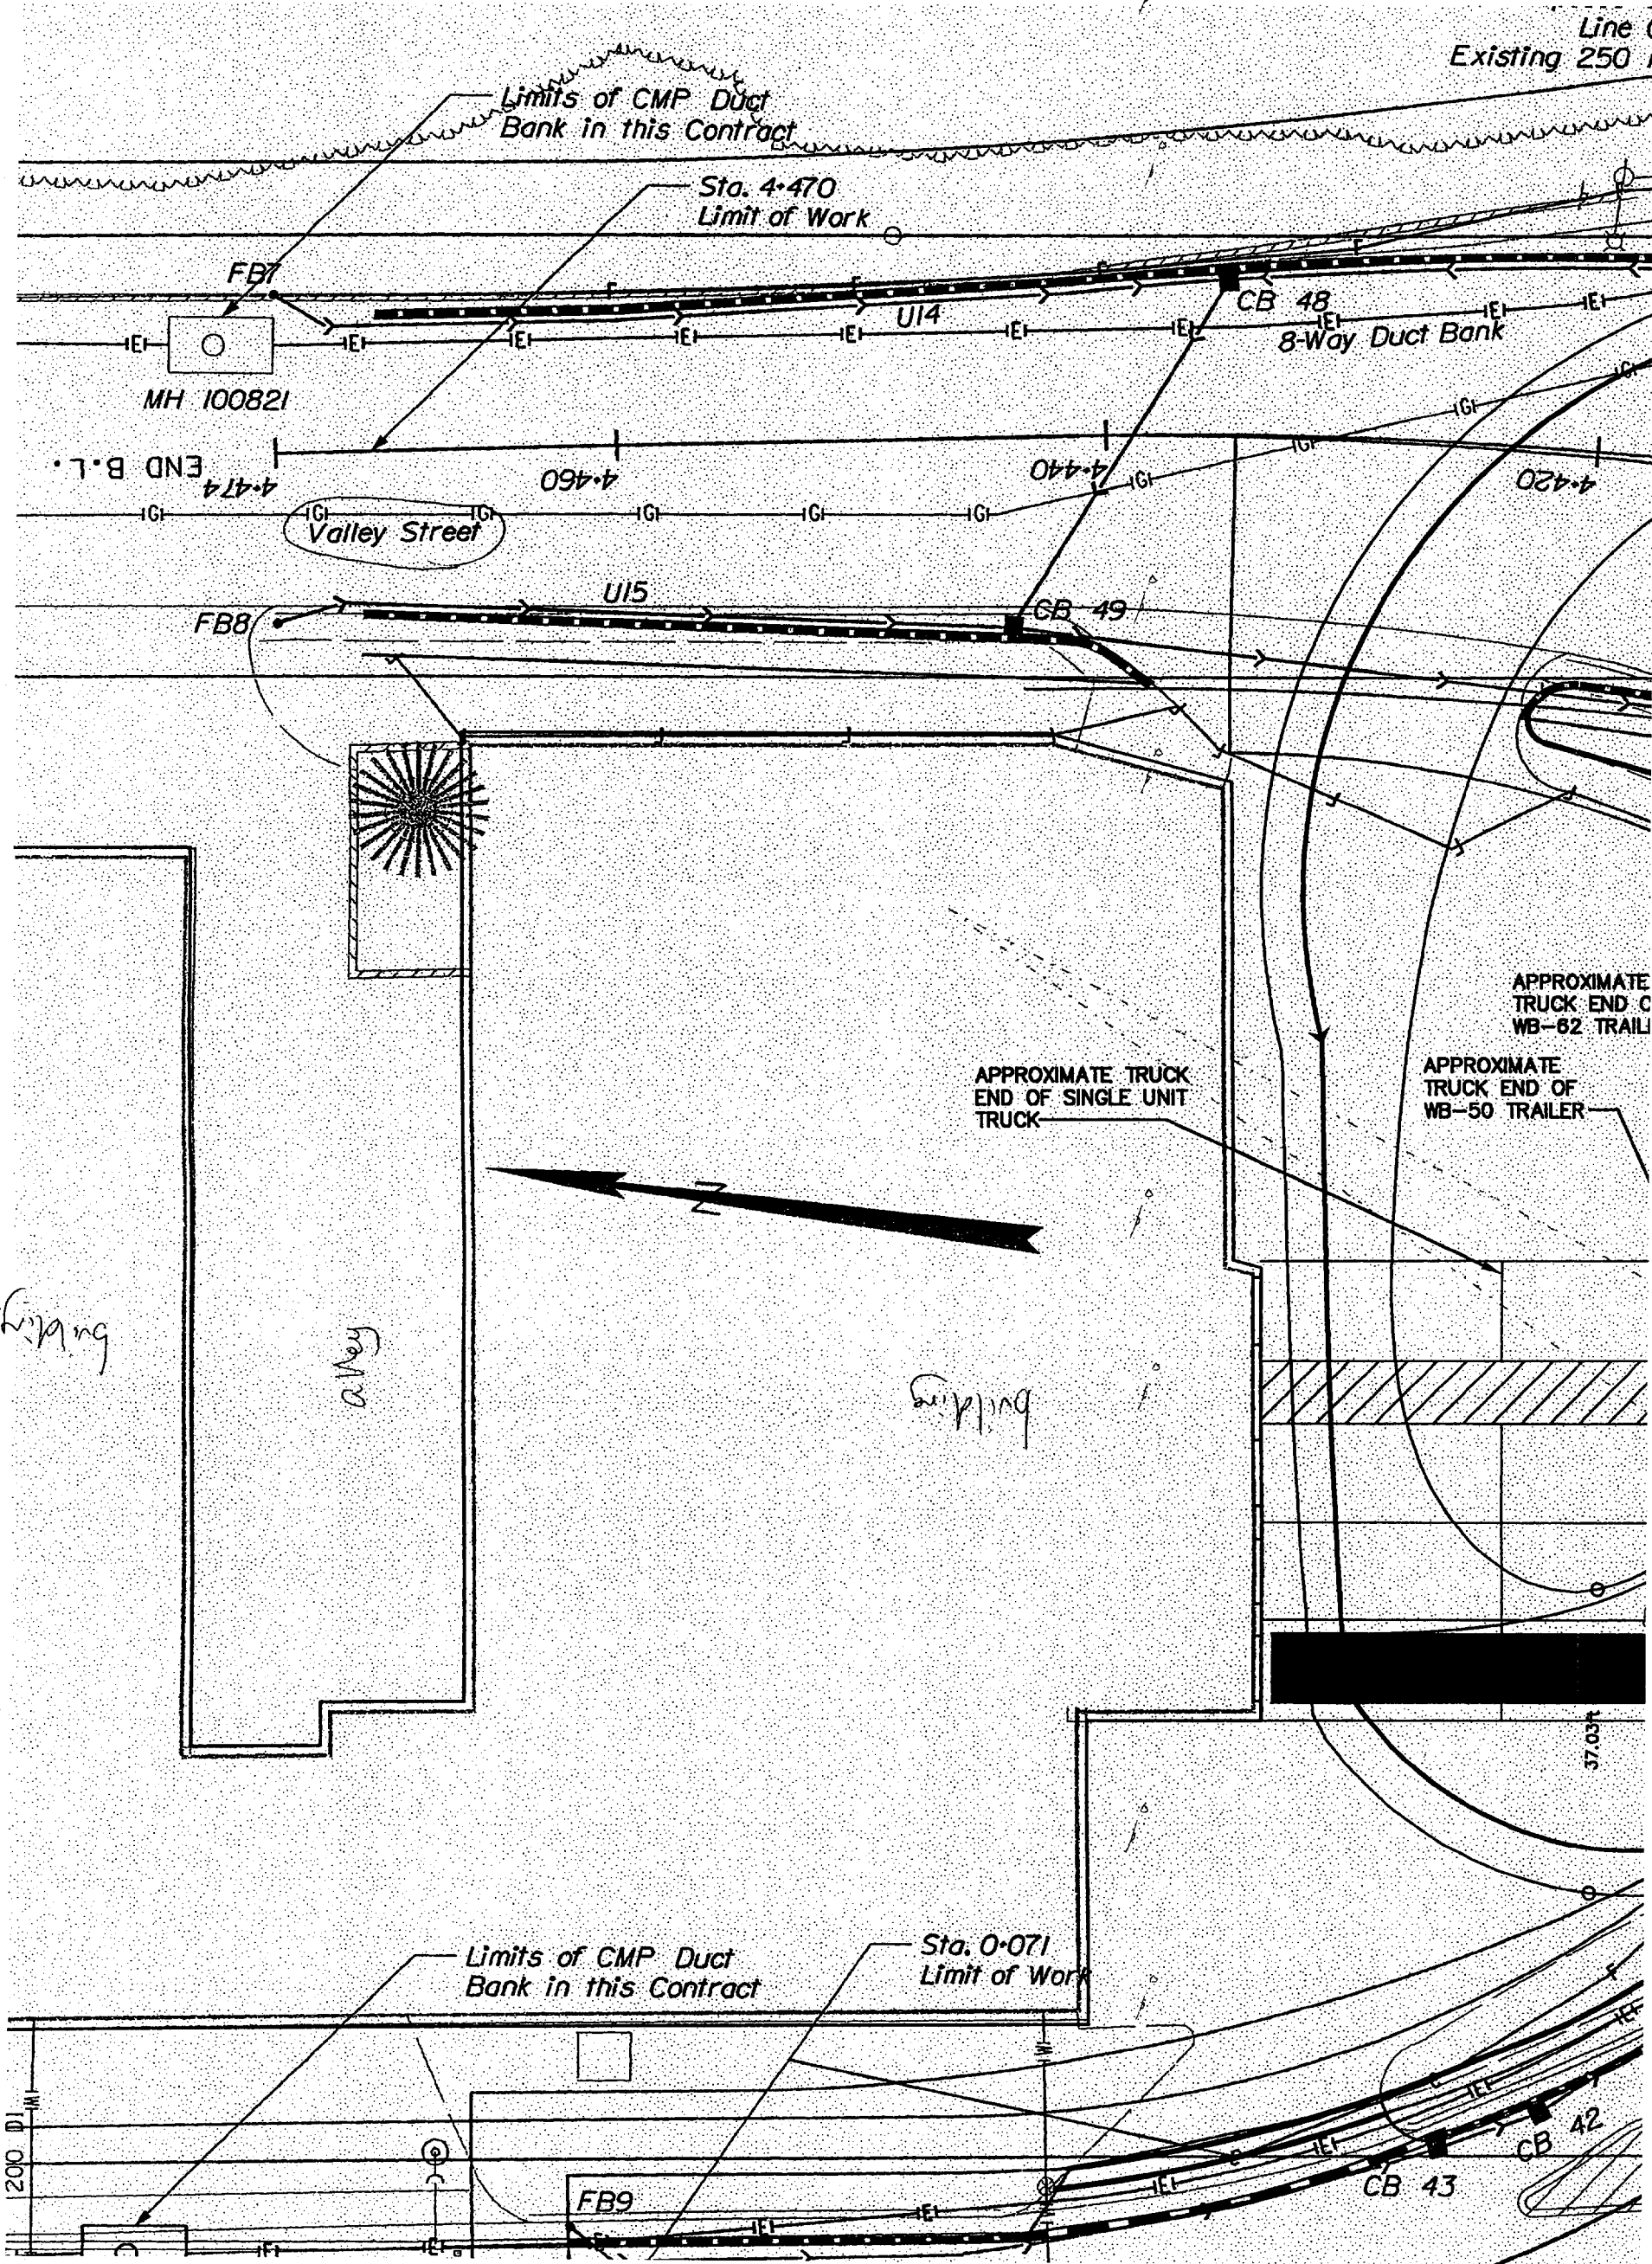 Line
Existing 250
Limits of CMP Duct
Bank in this Contract
Sta. 4+470
Limit of Work
FB7
CB 48
U14
8-Way Duct Bank
MH 100821
END B.L.
4+474
4+460
4+440
4+420
Valley Street
U15
FB8
CB 49
APPROXIMATE
TRUCK END
WB-62
APPROXIMATE TRUCK
END OF SINGLE UNIT
TRUCK
APPROXIMATE
TRUCK END OF
WB-50 TRAILER
N
building
alley
building
37.03ft
Limits of CMP Duct
Bank in this Contract
Sta. 0+071
Limit of Work
200 DI
CB 42
CB 43
FB9